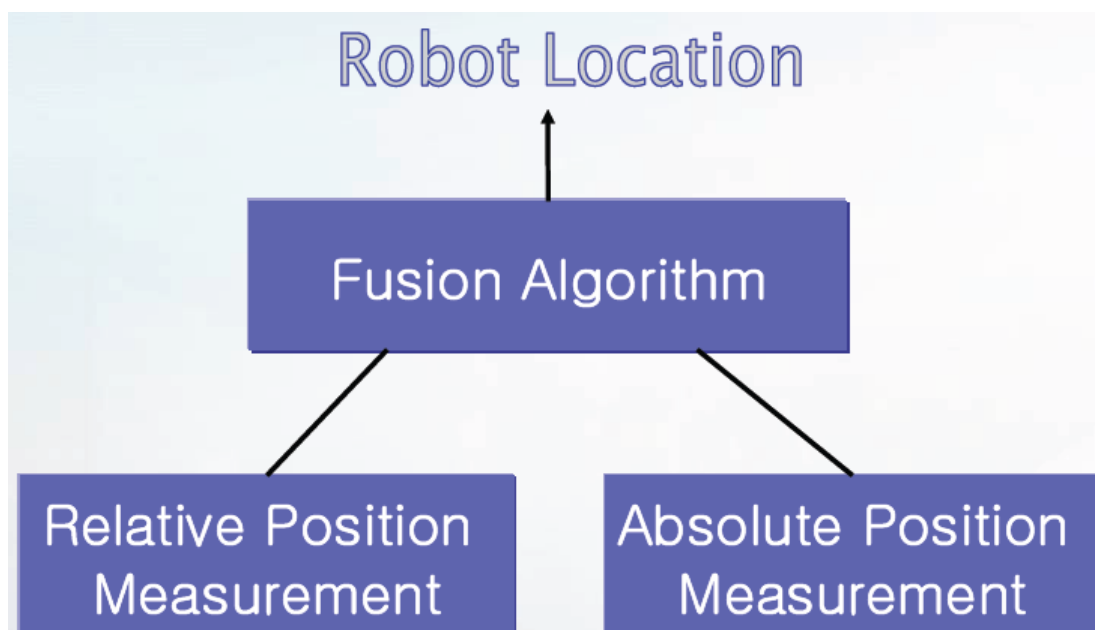 Robot Location
Fusion Algorithm
Relative Position
Measurement
Absolute Position
Measurement